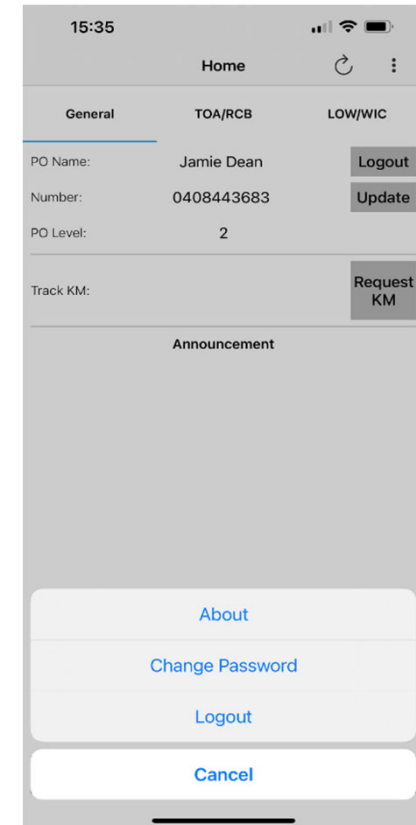 15:35
Home
General TOA/RCB LOW/WIC
PO Name: Jamie Dean Logout
Number: 0408443683 Update
PO Level: 2
Track KM: Request
KM
Announcement
About
Change Password
Logout
Cancel